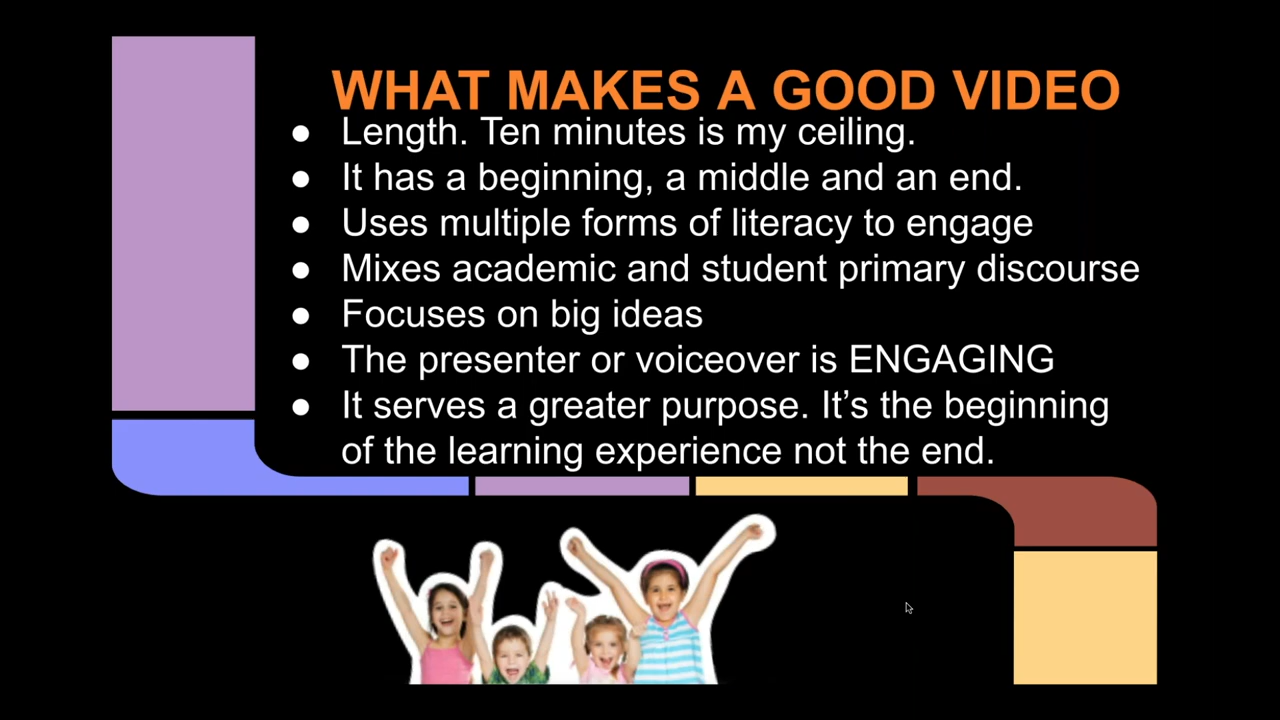 WHAT MAKES A GOOD VIDEO
● Length. Ten minutes is my ceiling.
● It has a beginning, a middle and an end.
● Uses multiple forms of literacy to engage
● Mixes academic and student primary discourse
● Focuses on big ideas
● The presenter or voiceover is ENGAGING
● It serves a greater purpose. It’s the beginning
of the learning experience not the end.